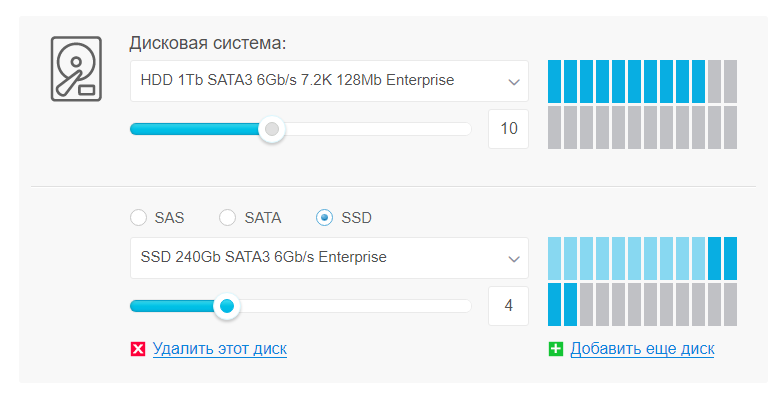 Дисковая система:
HDD 1Tb SATA3 6Gb/s 7.2K 128Mb Enterprise
10
SAS SATA SSD
SSD 240Gb SATA3 6Gb/s Enterprise
4
Удалить этот диск
Добавить еще диск